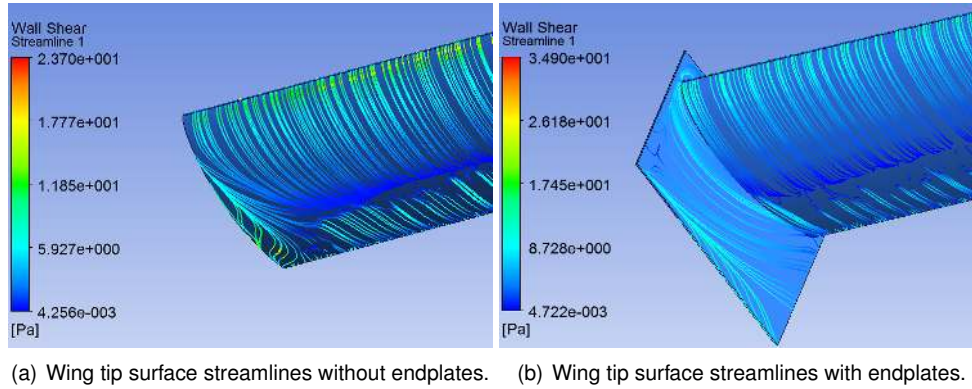 Wall Shear
Streamline 1
2.370e+001
1.777e+001
1.185e+001
5.927e+000
4.256e-003
[Pa]
Wall Shear
Streamline 1
3.490e+001
2.618e+001
1.745e+001
8.728e+000
4.722e-003
[Pa]
(a) Wing tip surface streamlines without endplates.
(b) Wing tip surface streamlines with endplates.